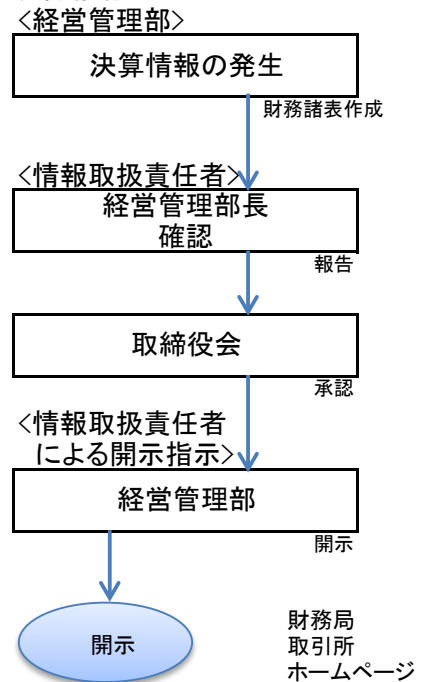 <経営管理部>
決算情報の発生
財務諸表作成
<情報取扱責任者>
経営管理部長
確認
報告
取締役会
承認
<情報取扱責任者
による開示指示>
経営管理部
開示
開示
財務局
取引所
ホームページ